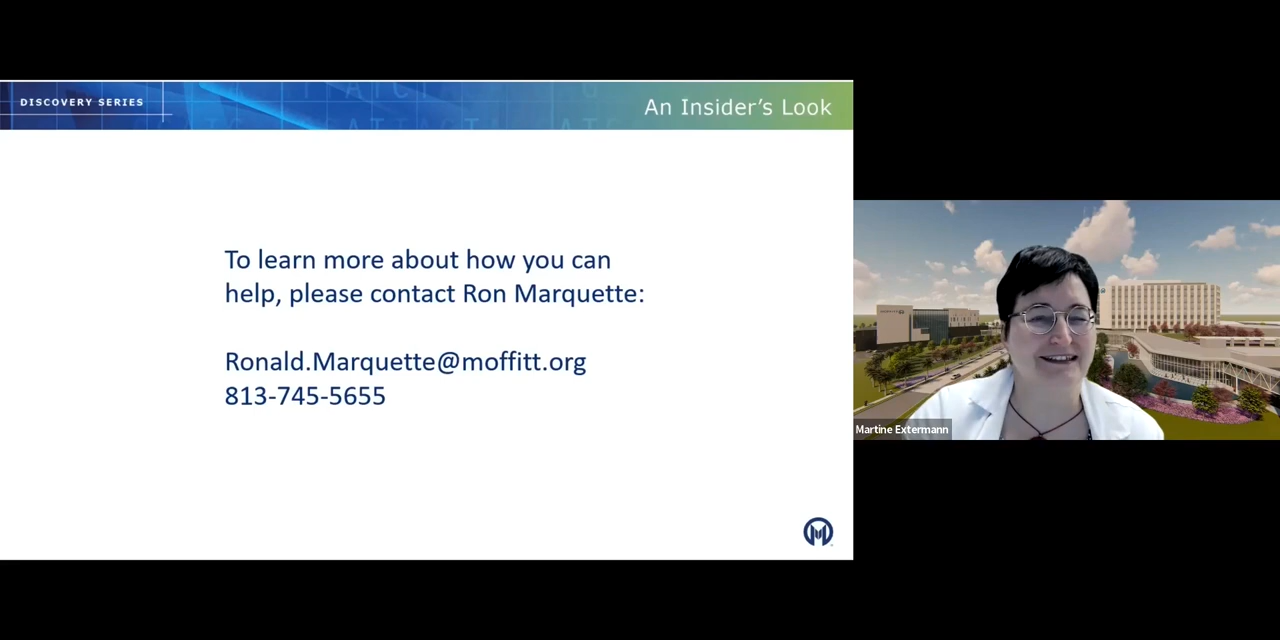 DISCOVERY SERIES
An Insider's Look
To learn more about how you can
help, please contact Ron Marquette:
Ronald.Marquette@moffitt.org
813-745-5655
Martine Extermann